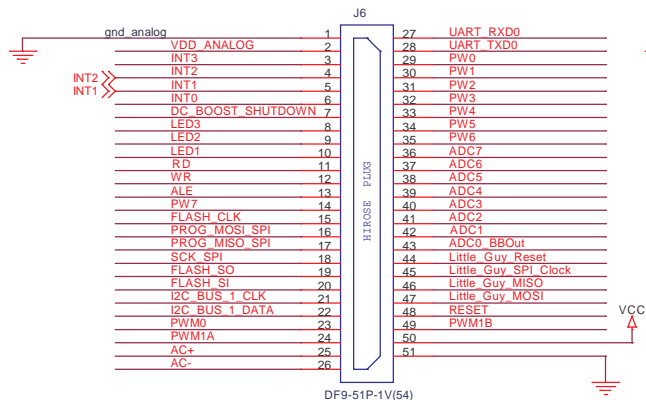 J6
gnd_analog 1 27 UART_RXD0
VDD_ANALOG 2 28 UART_TXD0
INT3 3 29 PW0
INT2 INT2 4 30 PW1
INT1 INT1 5 31 PW2
INT0 6 32 PW3
DC_BOOST_SHUTDOWN 7 33 PW4
LED3 8 34 PW5
LED2 9 35 PW6
LED1 10 36 ADC7
RD 11 37 ADC6
WR 12 38 ADC5
ALE 13 39 ADC4
PW7 14 40 ADC3
FLASH_CLK 15 41 ADC2
PROG_MOSI_SPI 16 42 ADC1
PROG_MISO_SPI 17 43 ADC0_BBOut
SCK_SPI 18 44 Little_Guy_Reset
FLASH_SO 19 45 Little_Guy_SPI_Clock
FLASH_SI 20 46 Little_Guy_MISO
I2C_BUS_1_CLK 21 47 Little_Guy_MOSI
I2C_BUS_1_DATA 22 48 RESET
PWM0 23 49 PWM1B
PWM1A 24 50 VCC
AC+ 25 51
AC- 26
HIROSE PLUG
DF9-51P-1V(54)